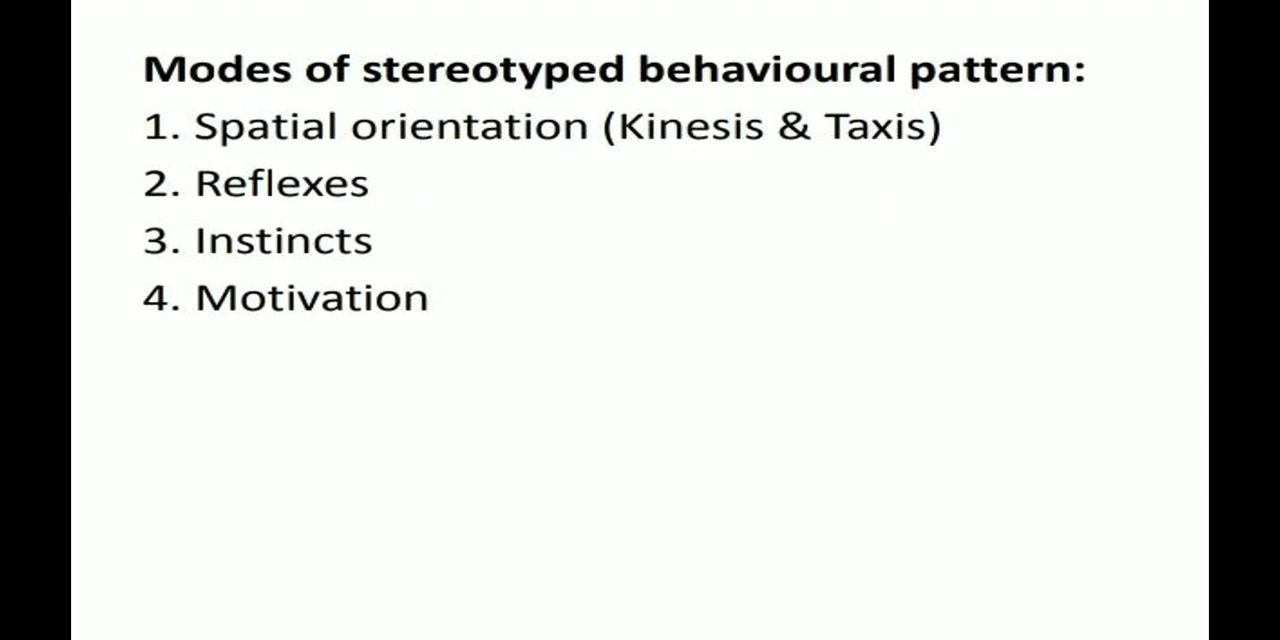 Modes of stereotyped behavioural pattern:
1. Spatial orientation (Kinesis & Taxis)
2. Reflexes
3. Instincts
4. Motivation